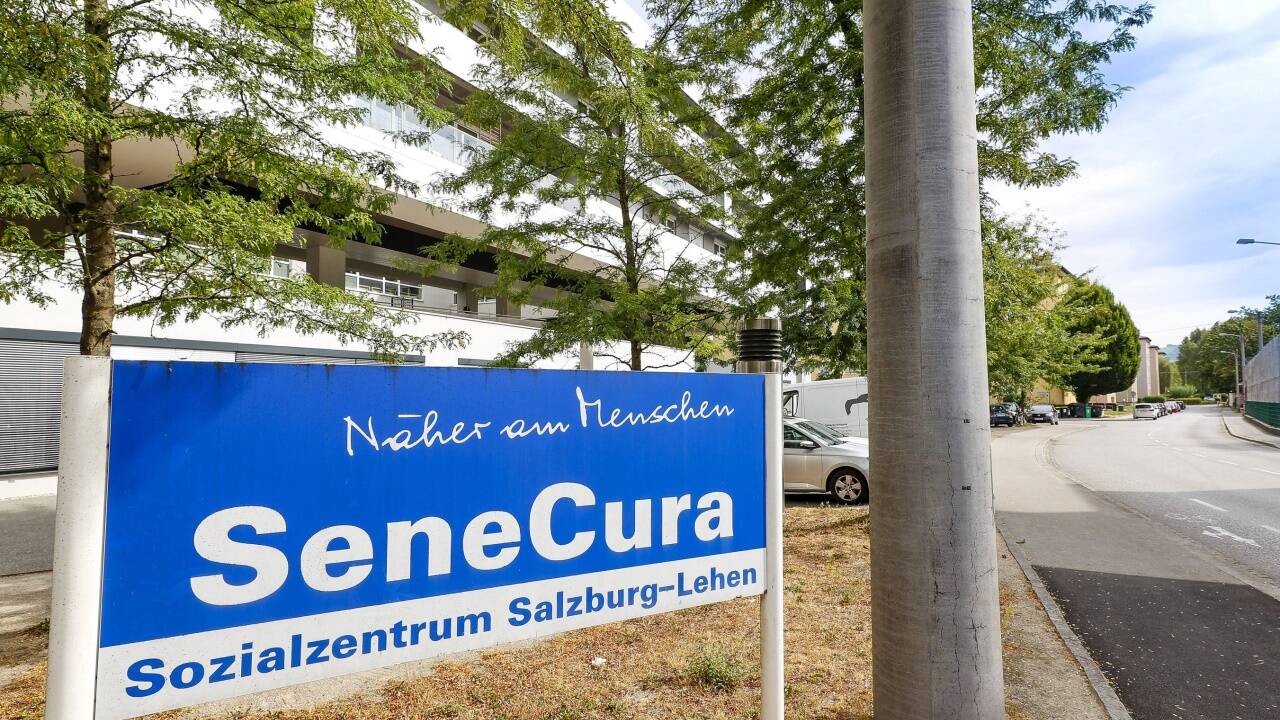 Näher am Menschen
SeneCura
Sozialzentrum Salzburg-Lehen